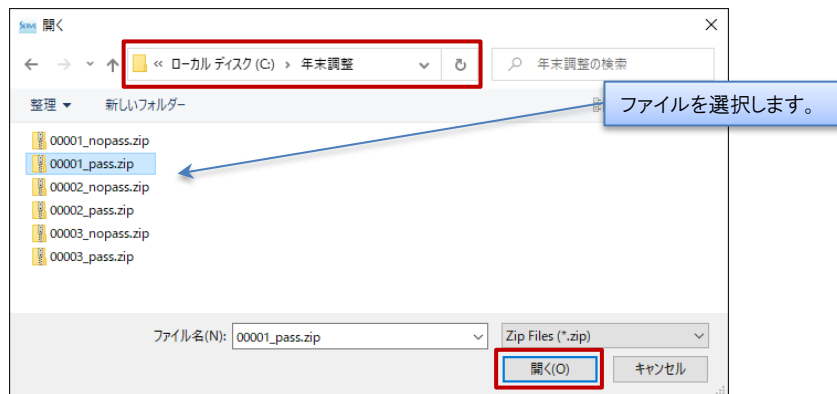 SERVE 開く
« ローカル ディスク (C:) › 年末調整
年末調整の検索
整理 ▼ 新しいフォルダー
ファイルを選択します。
00001_nopass.zip
00001_pass.zip
00002_nopass.zip
00002_pass.zip
00003_nopass.zip
00003_pass.zip
ファイル名(N): 00001_pass.zip
Zip Files (*.zip)
開く(O) キャンセル